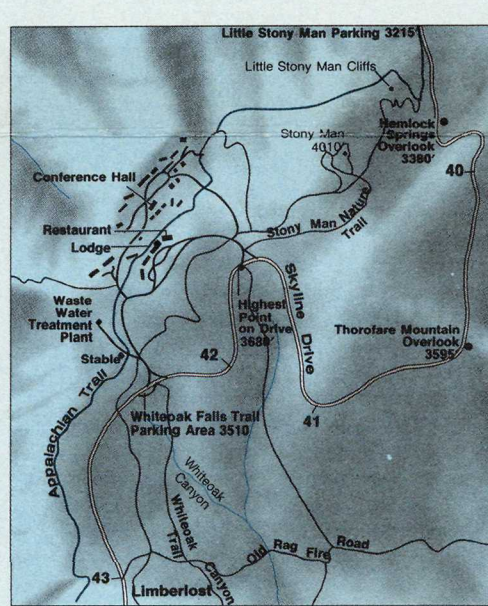 Little Stony Man Parking 3215'
Little Stony Man Cliffs
Hemlock
Springs
Overlook
3380'
Stony Man
4010'
40
Conference Hall
Stony Man Nature
Trail
Restaurant
Lodge
Skyline
Drive
Waste
Water
Treatment
Plant
Highest
Point
on Drive
3680'
Thorofare Mountain
Overlook
3595'
Stable
42
41
Appalachian Trail
Whiteoak Falls Trail
Parking Area 3510
Whiteoak
Canyon
Whiteoak Canyon
Trail
Old Rag Fire Road
43
Limberlost